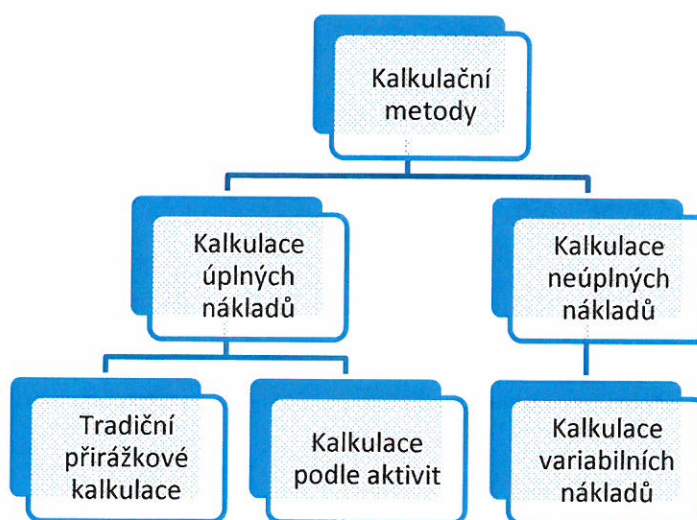 Kalkulační
metody
Kalkulace
úplných
nákladů
Kalkulace
neúplných
nákladů
Tradiční
přirážkové
kalkulace
Kalkulace
podle aktivit
Kalkulace
variabilních
nákladů